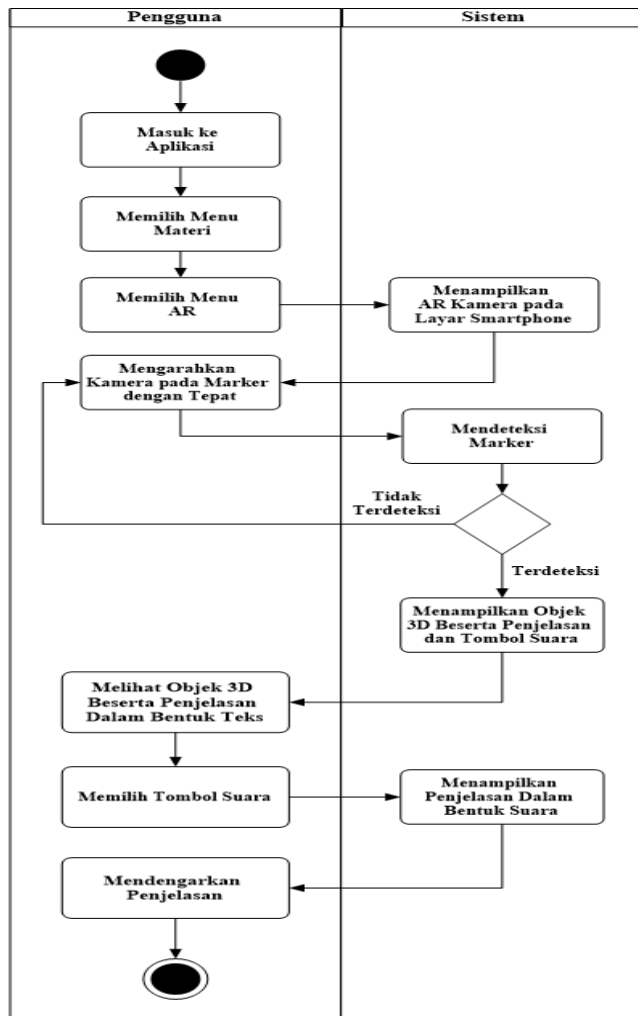 Pengguna
Sistem
Masuk ke
Aplikasi
Memilih Menu
Materi
Memilih Menu
AR
Menampilkan
AR Kamera pada
Layar Smartphone
Mengarahkan
Kamera pada Marker
dengan Tepat
Mendeteksi
Marker
Tidak
Terdeteksi
Terdeteksi
Menampilkan Objek
3D Beserta Penjelasan
dan Tombol Suara
Melihat Objek 3D
Beserta Penjelasan
Dalam Bentuk Teks
Memilih Tombol Suara
Menampilkan
Penjelasan Dalam
Bentuk Suara
Mendengarkan
Penjelasan